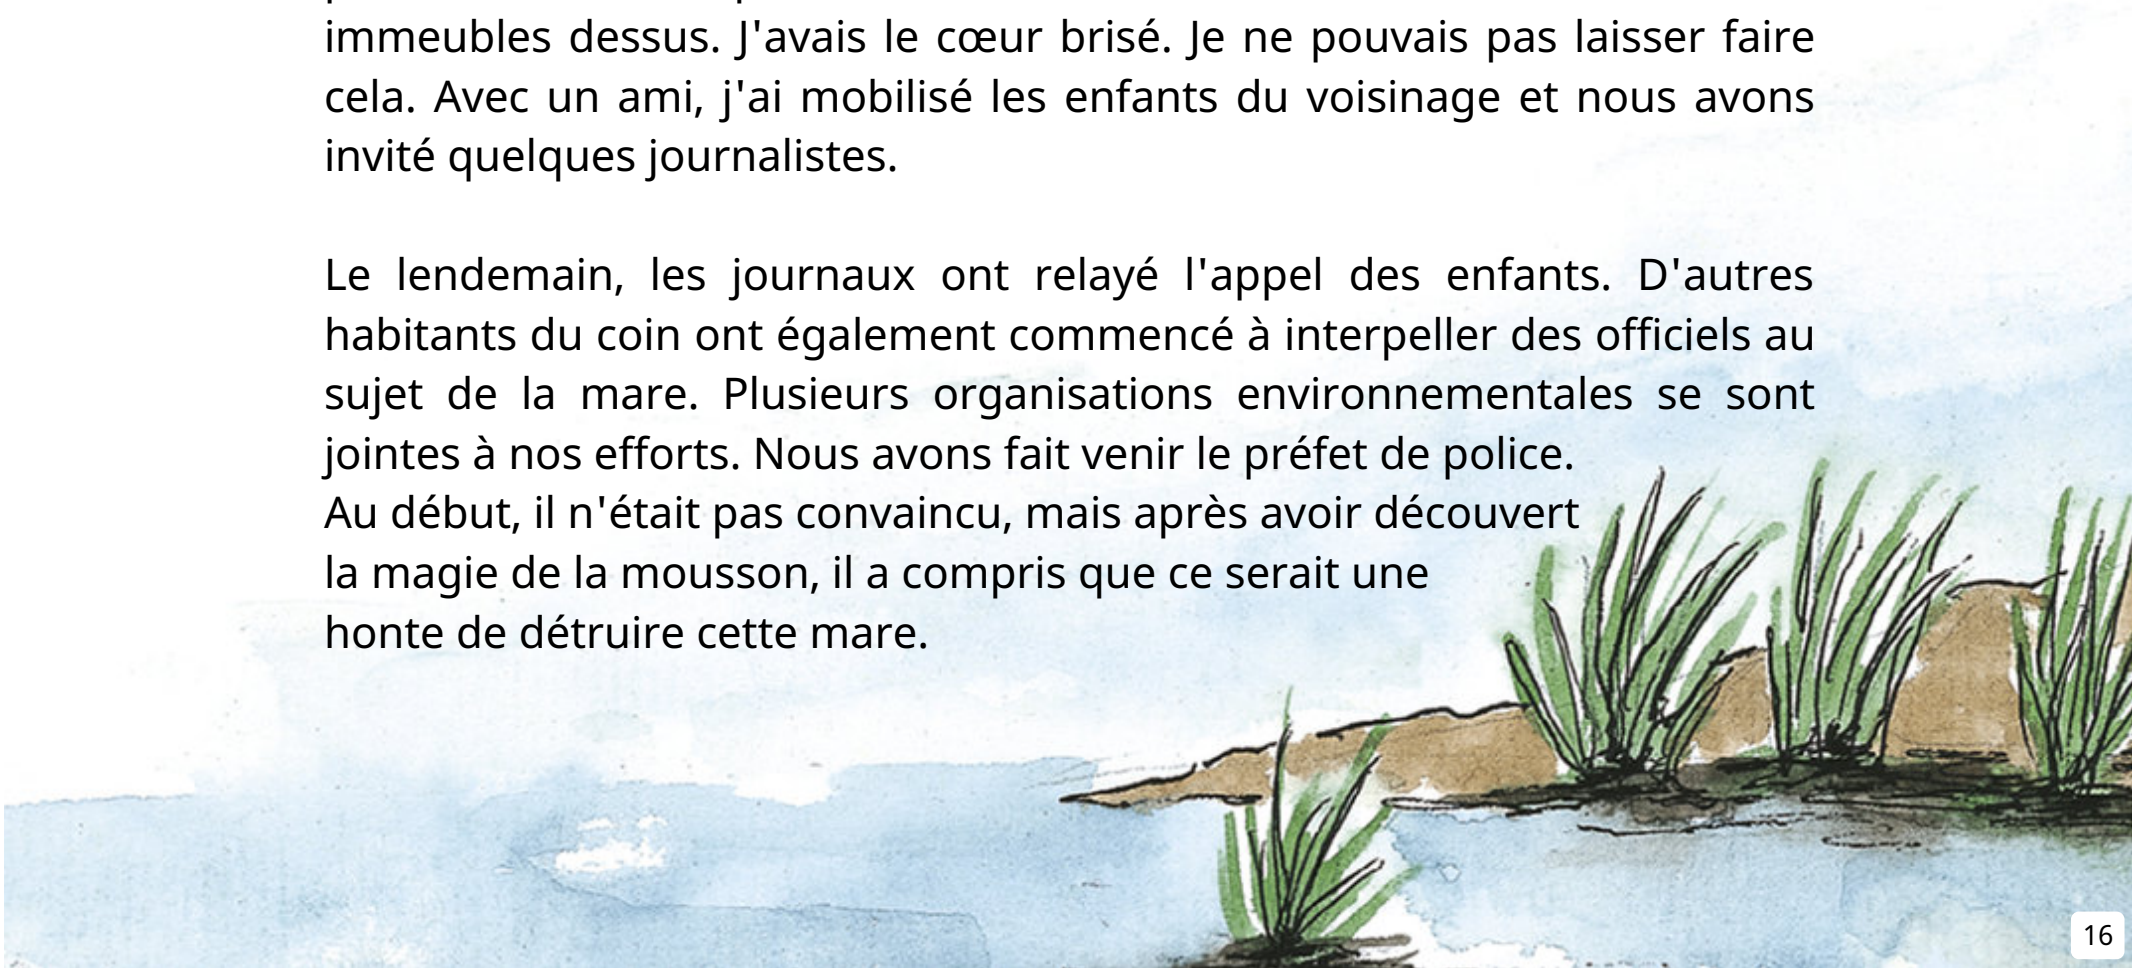 immeubles dessus. J'avais le cœur brisé. Je ne pouvais pas laisser faire
cela. Avec un ami, j'ai mobilisé les enfants du voisinage et nous avons
invité quelques journalistes.
Le lendemain, les journaux ont relayé l'appel des enfants. D'autres
habitants du coin ont également commencé à interpeller des officiels au
sujet de la mare. Plusieurs organisations environnementales se sont
jointes à nos efforts. Nous avons fait venir le préfet de police.
Au début, il n'était pas convaincu, mais après avoir découvert
la magie de la mousson, il a compris que ce serait une
honte de détruire cette mare.
16